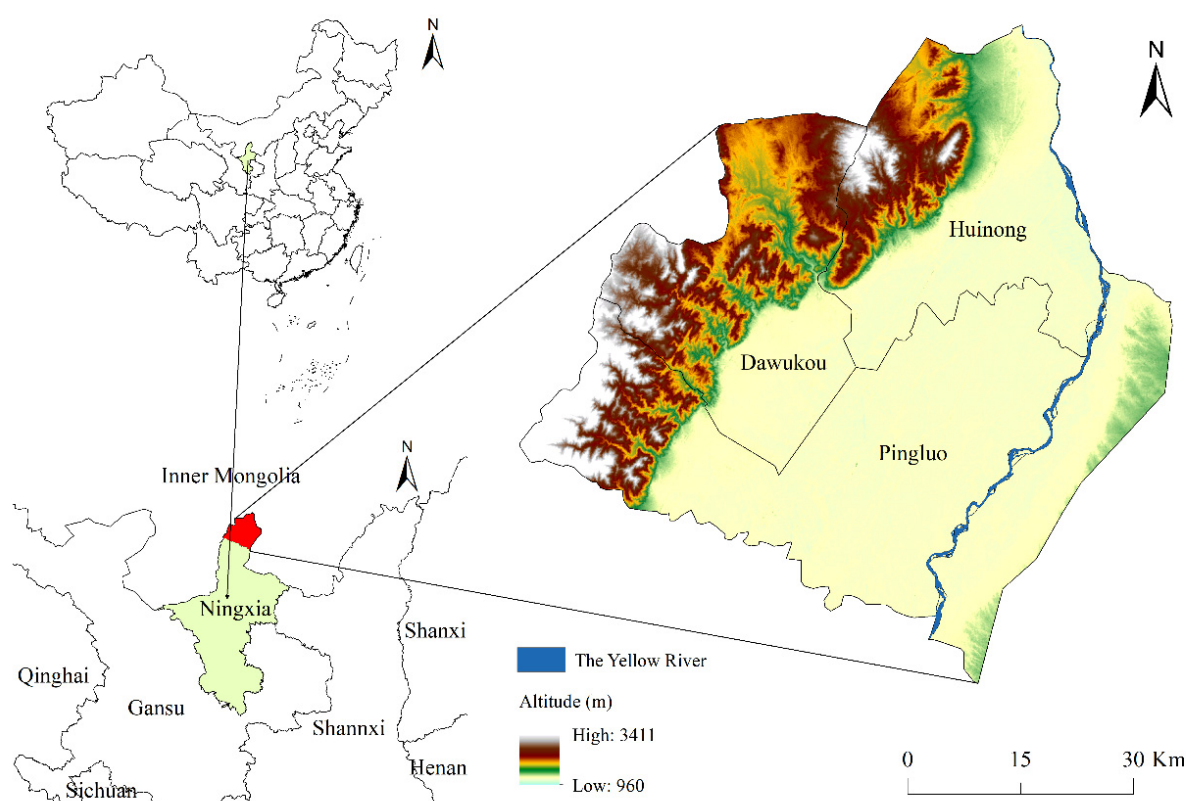 N
N
Huinong
Dawukou
Pingluo
N
Inner Mongolia
Ningxia
Shanxi
Qinghai
Gansu
Shannxi
Henan
Sichuan
The Yellow River
Altitude (m)
High: 3411
Low: 960
0 15 30 Km